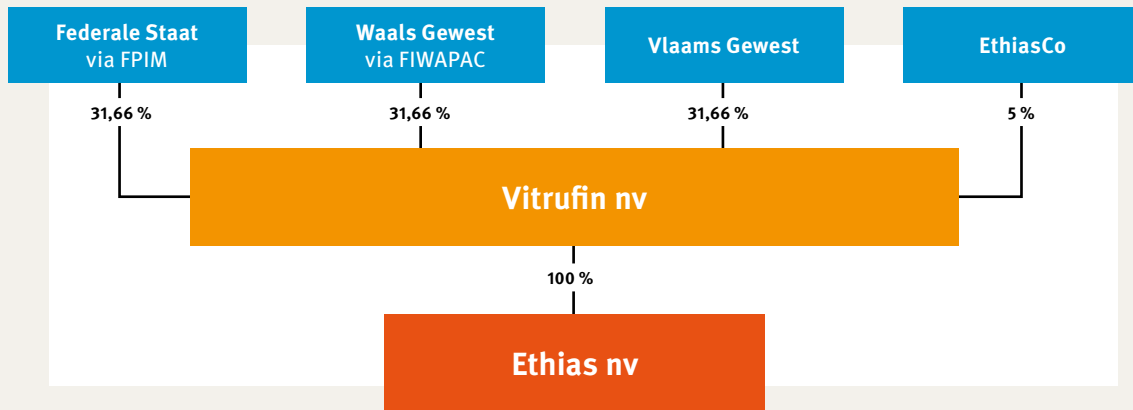 Federale Staat
via FPIM
Waals Gewest
via FIWAPAC
Vlaams Gewest
EthiasCo
31,66 %
31,66 %
31,66 %
5 %
Vitrufin nv
100 %
Ethias nv